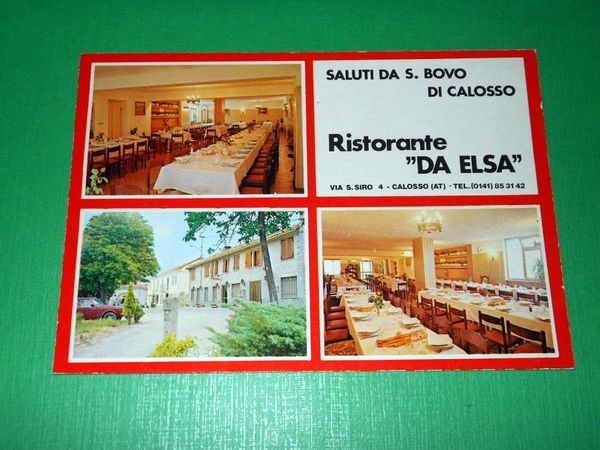 SALUTI DA S. BOVO
DI CALOSSO
Ristorante
"DA ELSA"
VIA S. SIRO 4 - CALOSSO (AT) - TEL. (0141) 85 31 42